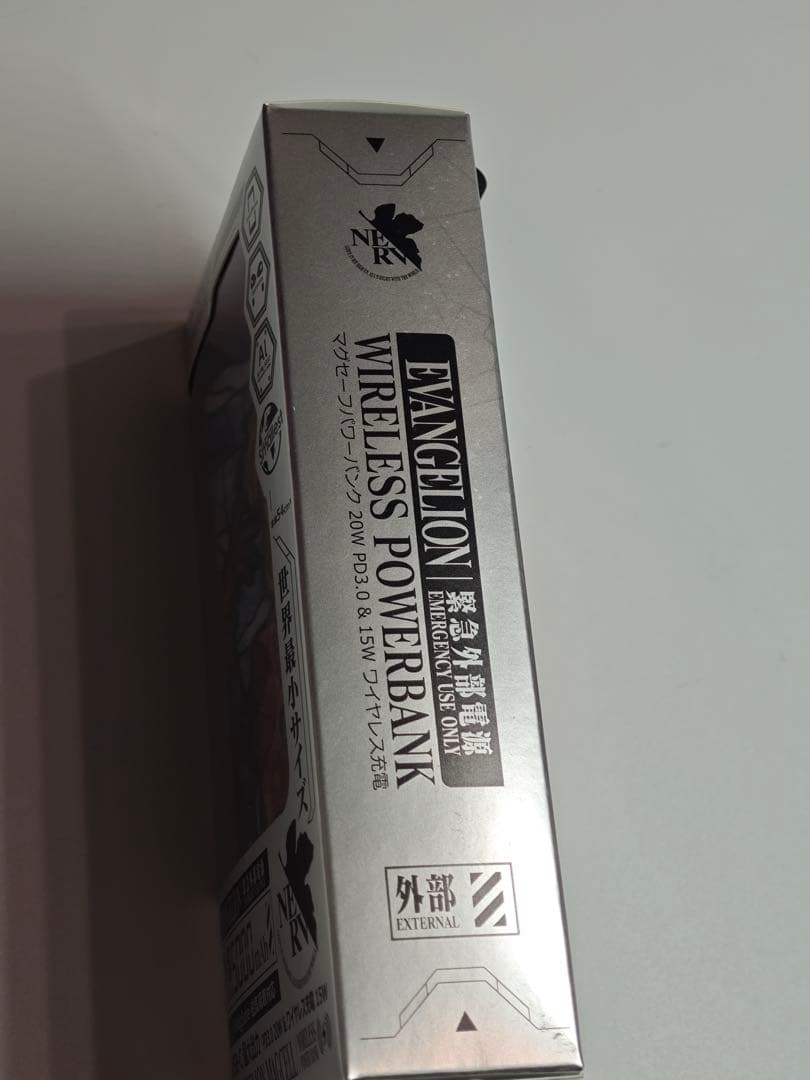 NERV
EVANGELION
緊急外部電源
EMERGENCY USE ONLY
WIRELESS POWERBANK
マグセーフパワーバンク 20W PD3.0 & 15W ワイヤレス充電
外部
EXTERNAL
A.I.
世界最小サイズ
NERV
5000mAh